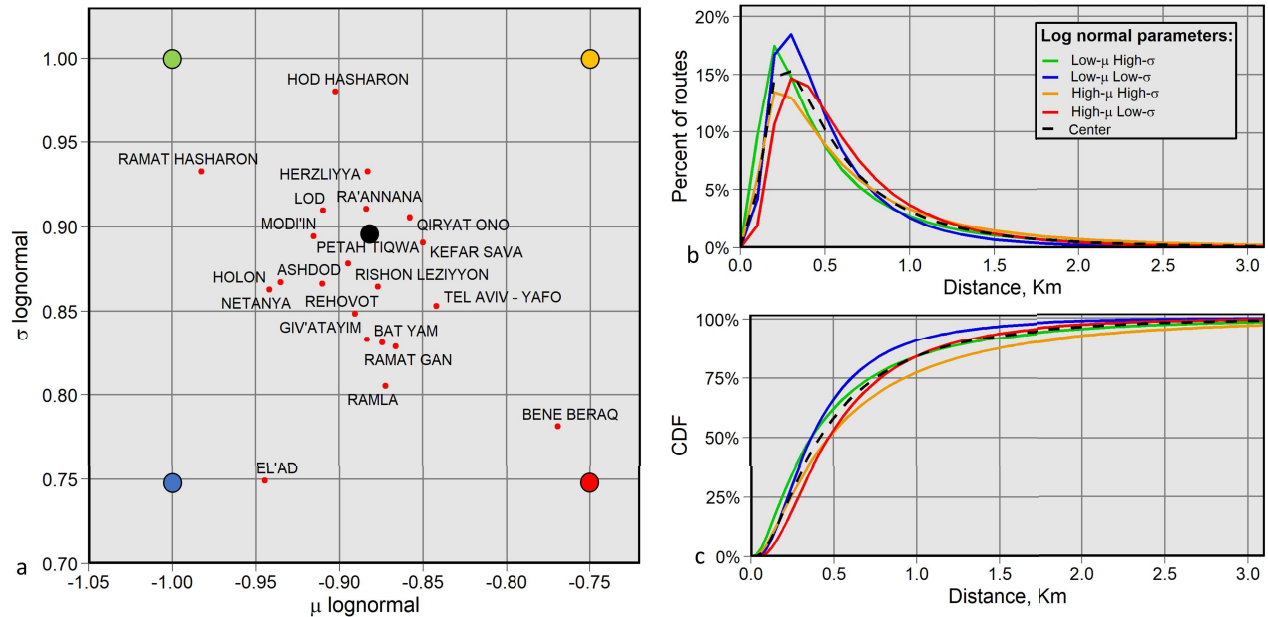 1.00
0.95
0.90
0.85
0.80
0.75
0.70
σ lognormal
a
-1.05
-1.00
-0.95
-0.90
-0.85
-0.80
-0.75
μ lognormal
HOD HASHARON
RAMAT HASHARON
HERZLIYYA
LOD
RA'ANNANA
MODI'IN
QIRYAT ONO
PETAH TIQWA
KEFAR SAVA
HOLON
ASHDOD
RISHON LEZIYYON
NETANYA
REHOVOT
TEL AVIV - YAFO
GIV'ATAYIM
BAT YAM
RAMAT GAN
RAMLA
BENE BERAQ
EL'AD
20%
15%
10%
5%
0%
Percent of routes
b
Log normal parameters:
Low-μ High-σ
Low-μ Low-σ
High-μ High-σ
High-μ Low-σ
Center
0.0
0.5
1.0
1.5
2.0
2.5
3.0
Distance, Km
100%
75%
50%
25%
0%
CDF
c
0.0
0.5
1.0
1.5
2.0
2.5
3.0
Distance, Km